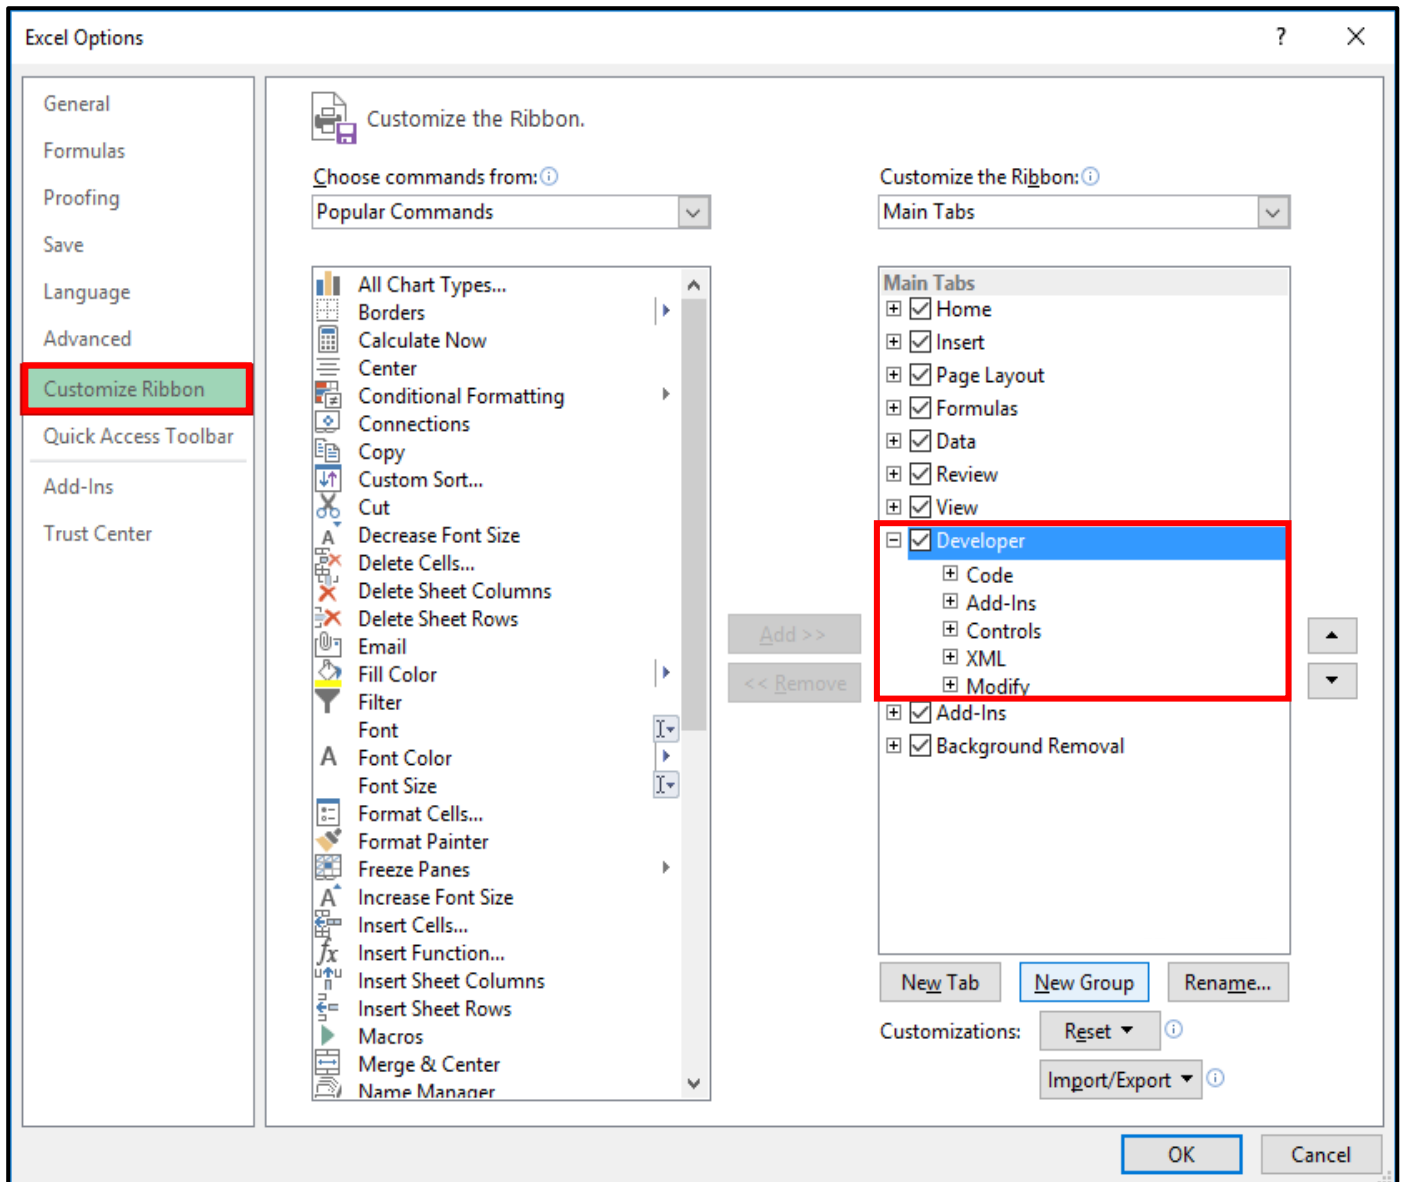 Excel Options
?
General
Formulas
Proofing
Save
Language
Advanced
Customize Ribbon
Quick Access Toolbar
Add-Ins
Trust Center
Customize the Ribbon.
Choose commands from:
Popular Commands
All Chart Types...
Borders
Calculate Now
Center
Conditional Formatting
Connections
Copy
Custom Sort...
Cut
Decrease Font Size
Delete Cells...
Delete Sheet Columns
Delete Sheet Rows
Email
Fill Color
Filter
Font
Font Color
Font Size
Format Cells...
Format Painter
Freeze Panes
Increase Font Size
Insert Cells...
Insert Function...
Insert Sheet Columns
Insert Sheet Rows
Macros
Merge & Center
Name Manager
Add >>
<< Remove
Customize the Ribbon:
Main Tabs
Main Tabs
Home
Insert
Page Layout
Formulas
Data
Review
View
Developer
Code
Add-Ins
Controls
XML
Modify
Add-Ins
Background Removal
New Tab
New Group
Rename...
Customizations:
Reset
Import/Export
OK
Cancel